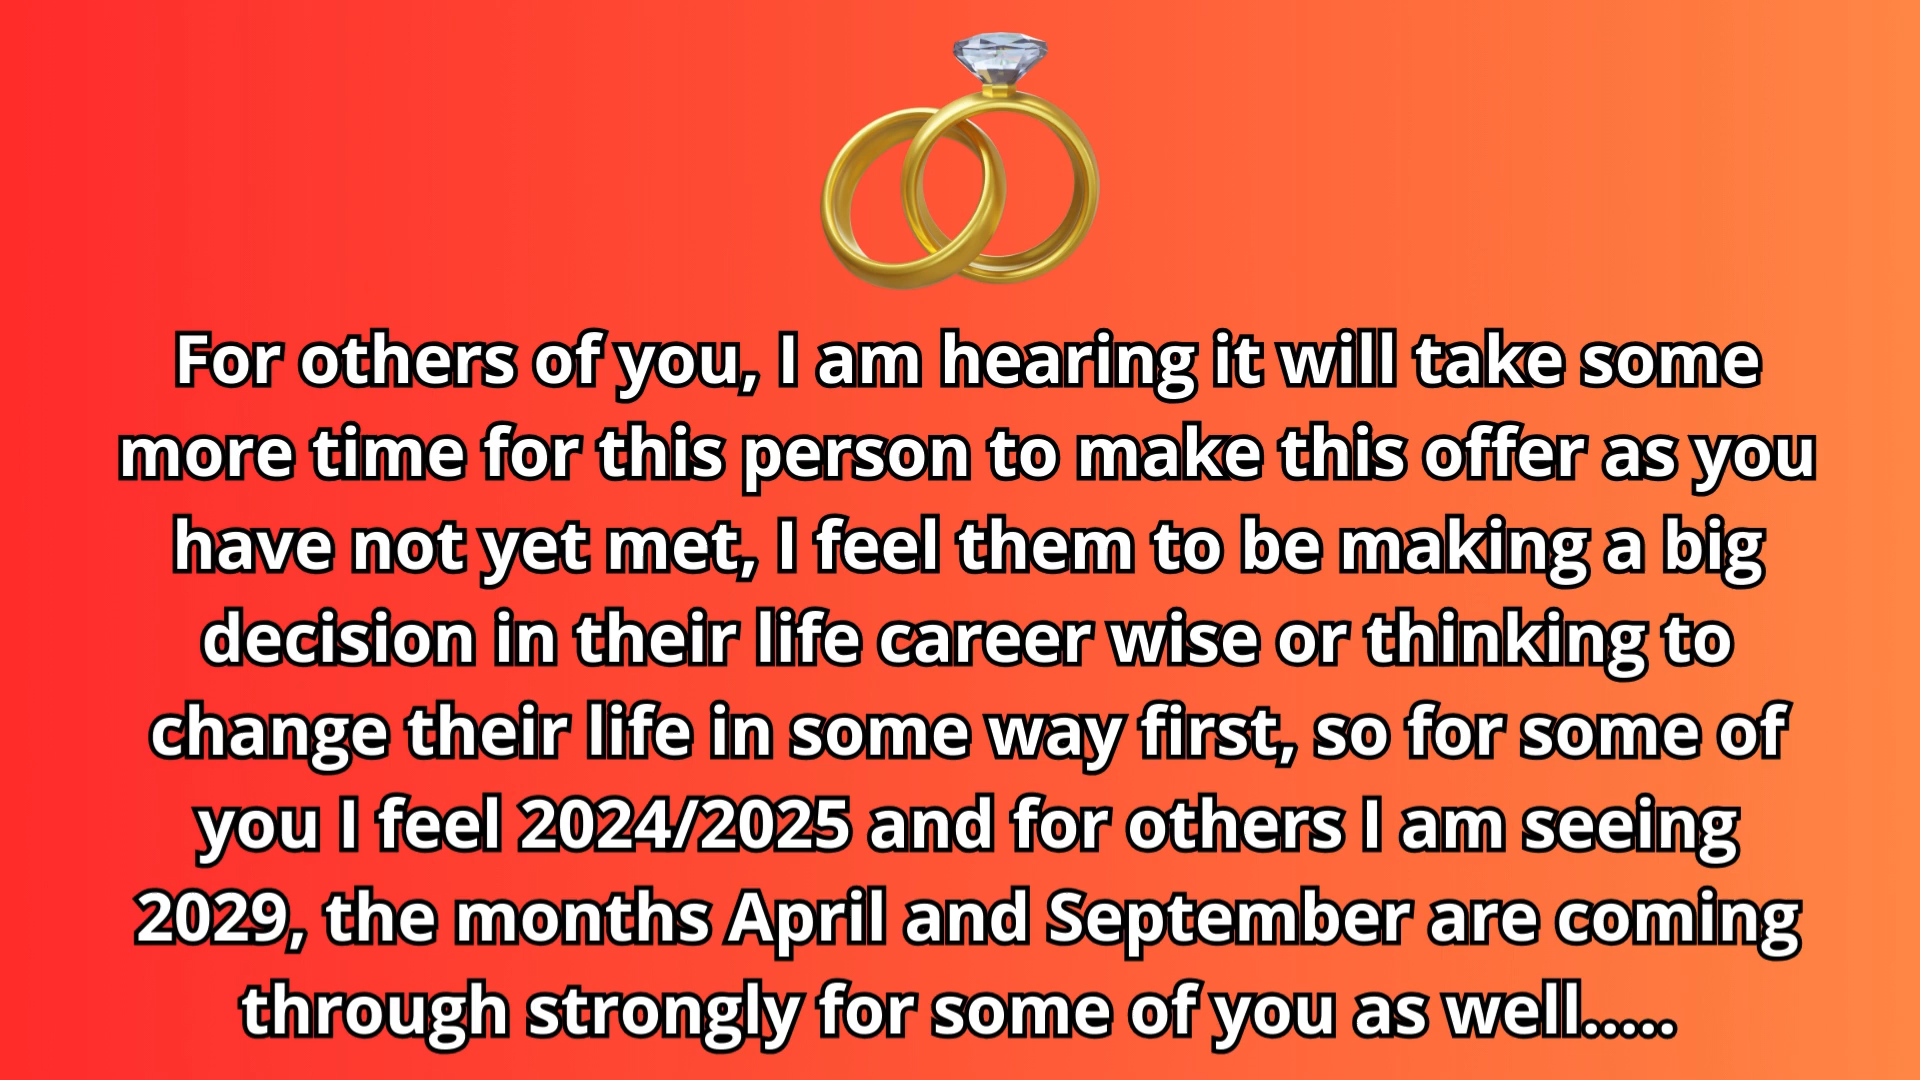 For others of you, I am hearing it will take some
more time for this person to make this offer as you
have not yet met, I feel them to be making a big
decision in their life career wise or thinking to
change their life in some way first, so for some of
you I feel 2024/2025 and for others I am seeing
2029, the months April and September are coming
through strongly for some of you as well.....